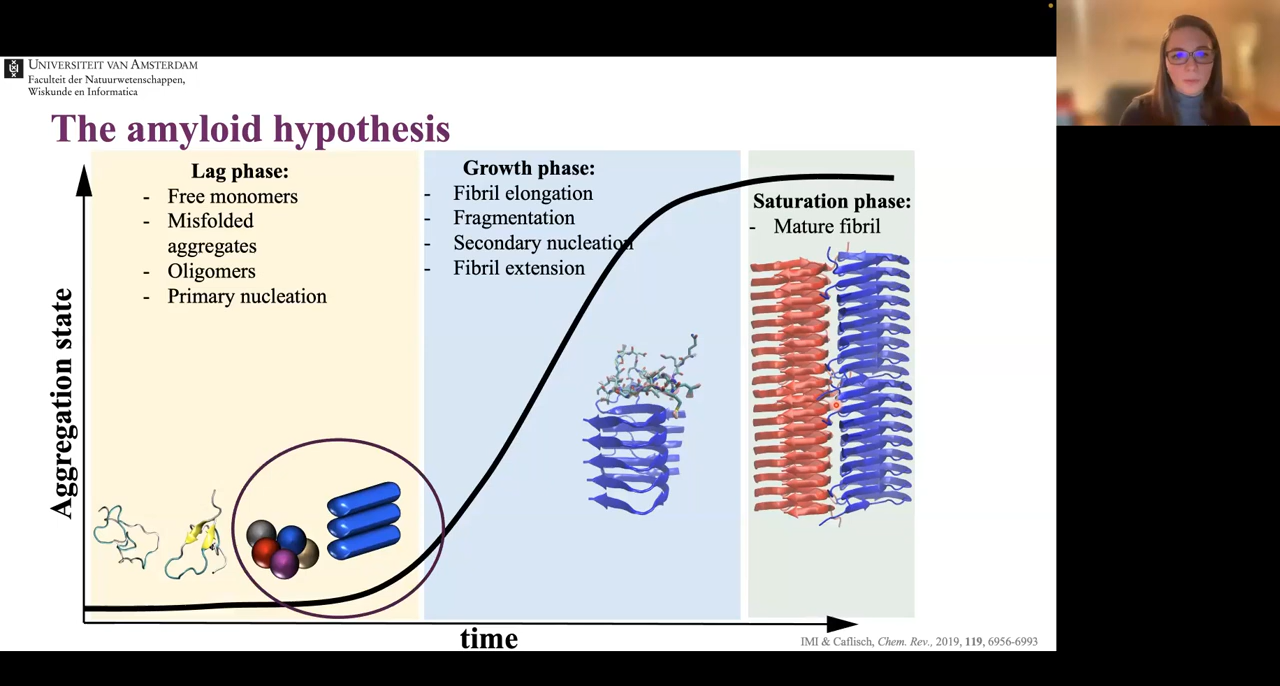 UNIVERSITEIT VAN AMSTERDAM
Faculteit der Natuurwetenschappen,
Wiskunde en Informatica
The amyloid hypothesis
Lag phase:
- Free monomers
- Misfolded
aggregates
- Oligomers
- Primary nucleation
Growth phase:
- Fibril elongation
- Fragmentation
- Secondary nucleation
- Fibril extension
Saturation phase:
- Mature fibril
Aggregation state
time
IMI & Caflisch, Chem. Rev., 2019, 119, 6956-6993